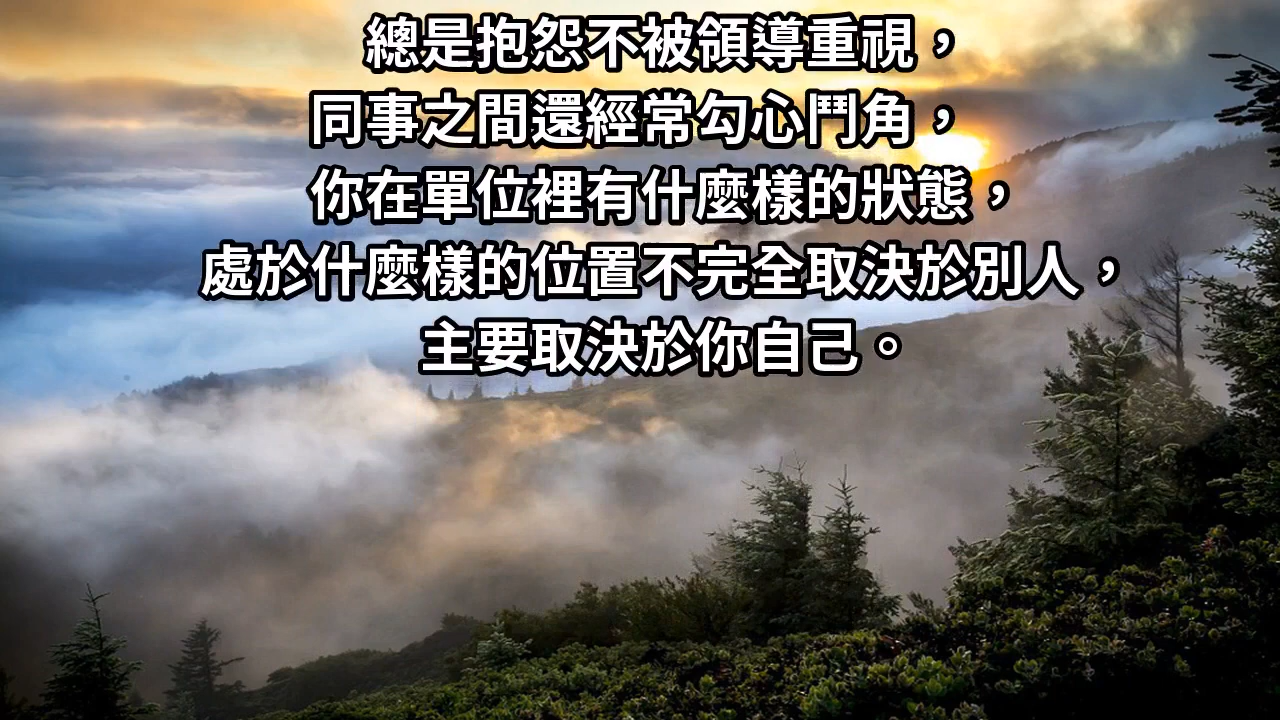 總是抱怨不被領導重視，
同事之間還經常勾心鬥角，
你在單位裡有什麼樣的狀態，
處於什麼樣的位置不完全取決於別人，
主要取決於你自己。